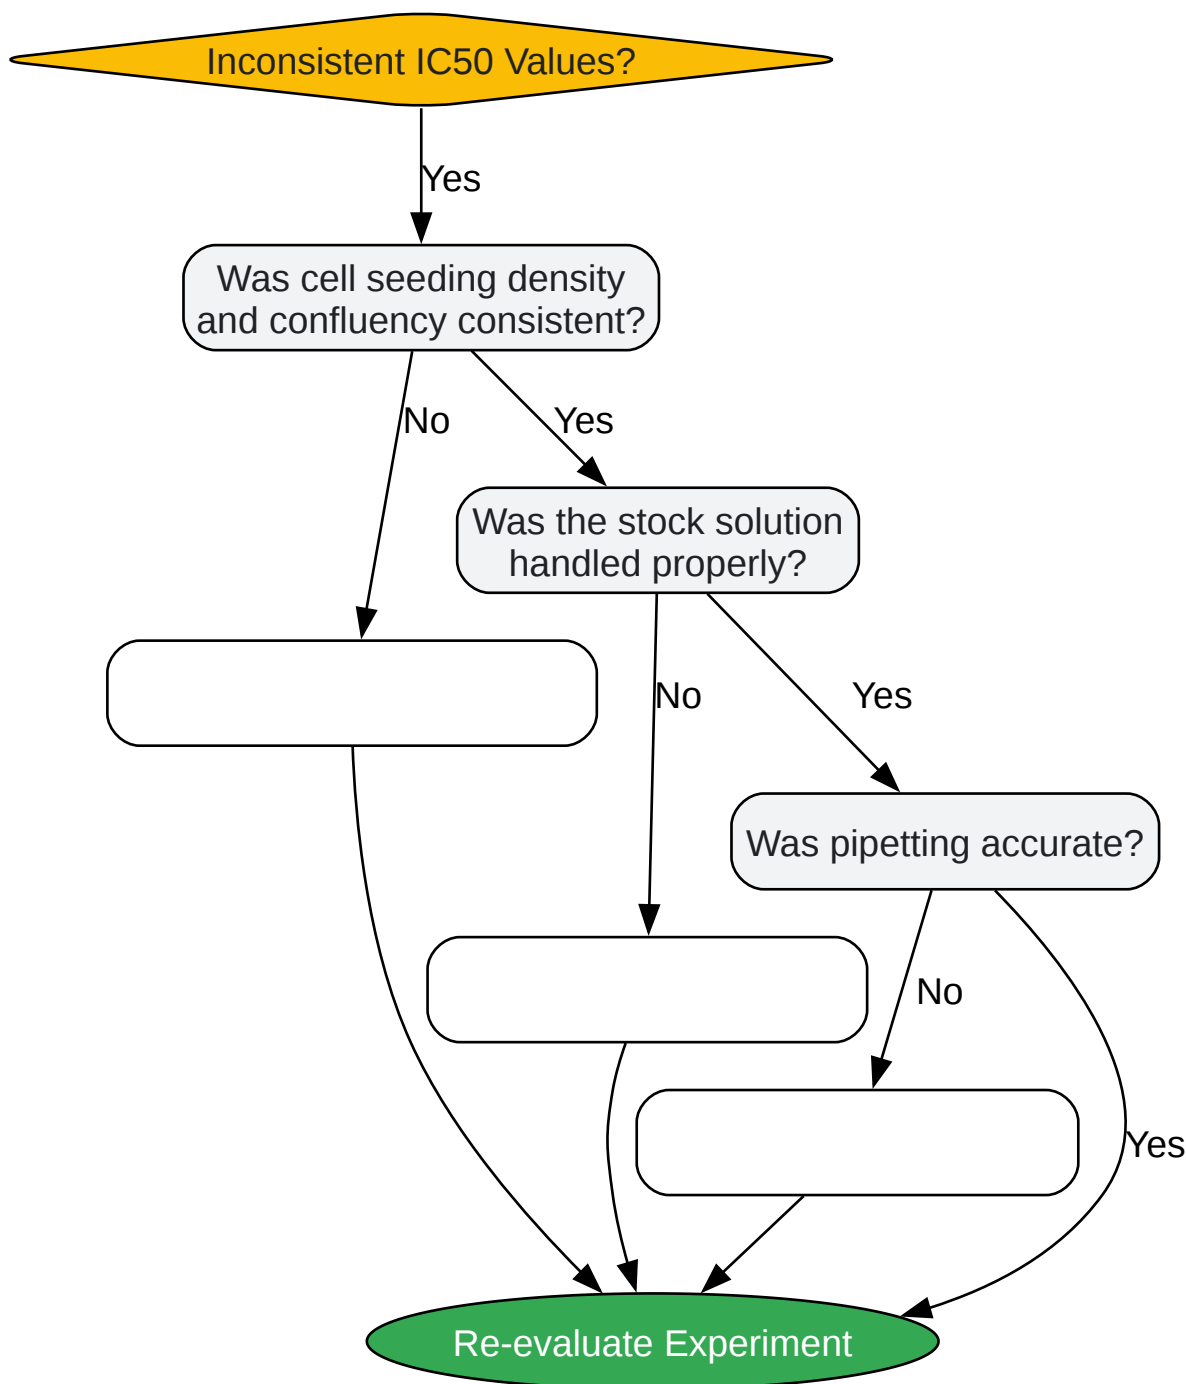 Inconsistent IC50 Values?
Yes
Was cell seeding density
and confluency consistent?
No
Yes
Was the stock solution
handled properly?
No
Yes
Was pipetting accurate?
No
Yes
Re-evaluate Experiment